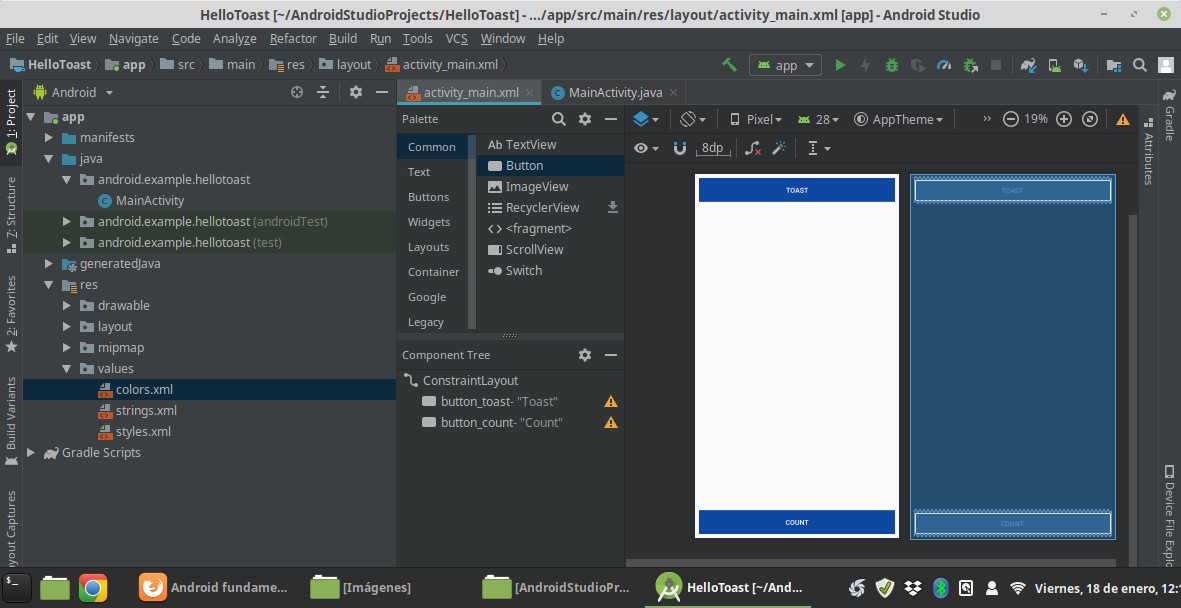 HelloToast [~/AndroidStudioProjects/HelloToast] - .../app/src/main/res/layout/activity_main.xml [app] - Android Studio
File Edit View Navigate Code Analyze Refactor Build Run Tools VCS Window Help
HelloToast app src main res layout activity_main.xml app
Android
activity_main.xml MainActivity.java
1: Project
Z: Structure
2: Favorites
Build Variants
ayout Captures
app
manifests
java
android.example.hellotoast
MainActivity
android.example.hellotoast (androidTest)
android.example.hellotoast (test)
generatedJava
res
drawable
layout
mipmap
values
colors.xml
strings.xml
styles.xml
Gradle Scripts
Palette
Common
Text
Buttons
Widgets
Layouts
Container
Google
Legacy
Ab TextView
Button
ImageView
RecyclerView
<fragment>
ScrollView
Switch
Component Tree
ConstraintLayout
button_toast- "Toast"
button_count- "Count"
Pixel 28 AppTheme » 19%
8dp
TOAST
COUNT
TOAST
COUNT
Gradle
Attributes
Device File Explo
Android fundame...
[Imágenes]
[AndroidStudioPr...
HelloToast [~/And...
Viernes, 18 de enero, 12: